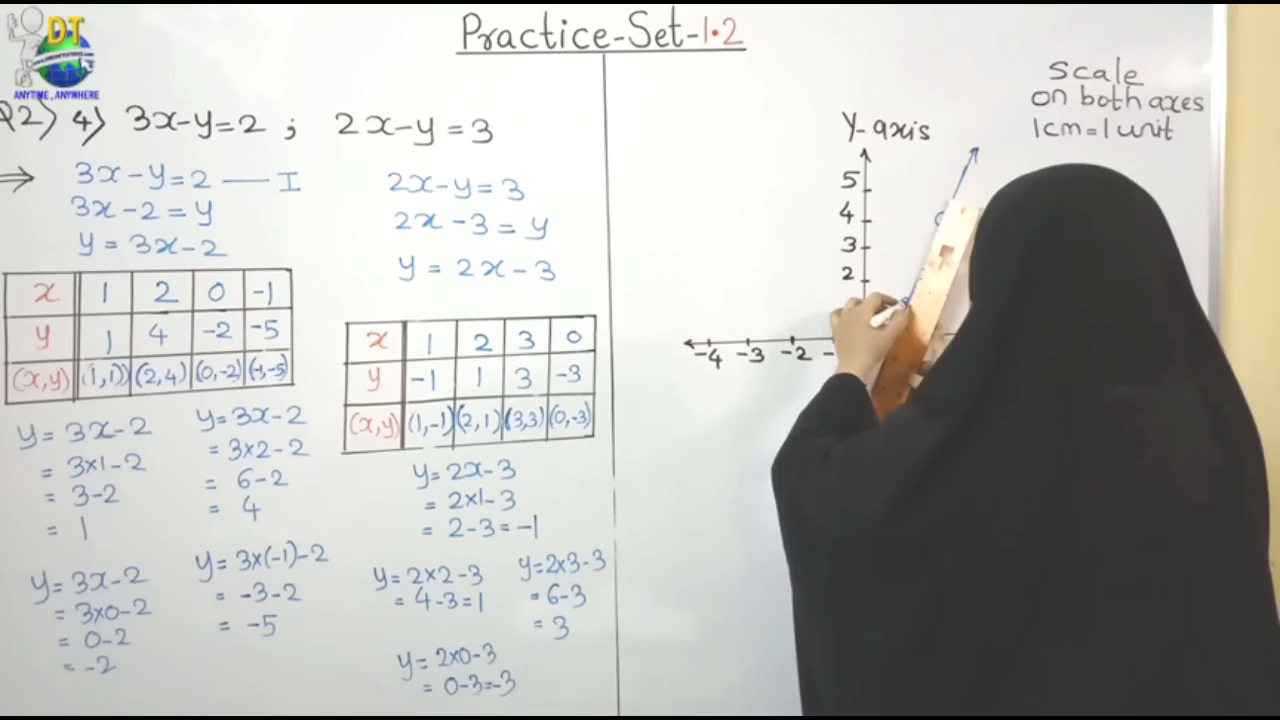 DT
ANYTIME, ANYWHERE
Practice-Set-1.2
Q2) 4) 3x-y=2 ; 2x-y=3
⇒ 3x-y=2 — I
3x-2=y
y=3x-2
x 1 2 0 -1
y 1 4 -2 -5
(x,y) (1,1) (2,4) (0,-2) (-1,-5)
y=3x-2
=3x1-2
=3-2
=1
y=3x-2
=3x2-2
=6-2
=4
y=3x-2
=3x0-2
=0-2
=-2
y=3x(-1)-2
=-3-2
=-5
2x-y=3
2x-3=y
y=2x-3
x 1 2 3 0
y -1 1 3 -3
(x,y) (1,-1) (2,1) (3,3) (0,-3)
y=2x-3
=2x1-3
=2-3=-1
y=2x2-3
=4-3=1
y=2x3-3
=6-3
=3
y=2x0-3
=0-3=-3
Scale
on both axes
1cm=1unit
Y-axis
5
4
3
2
-4 -3 -2